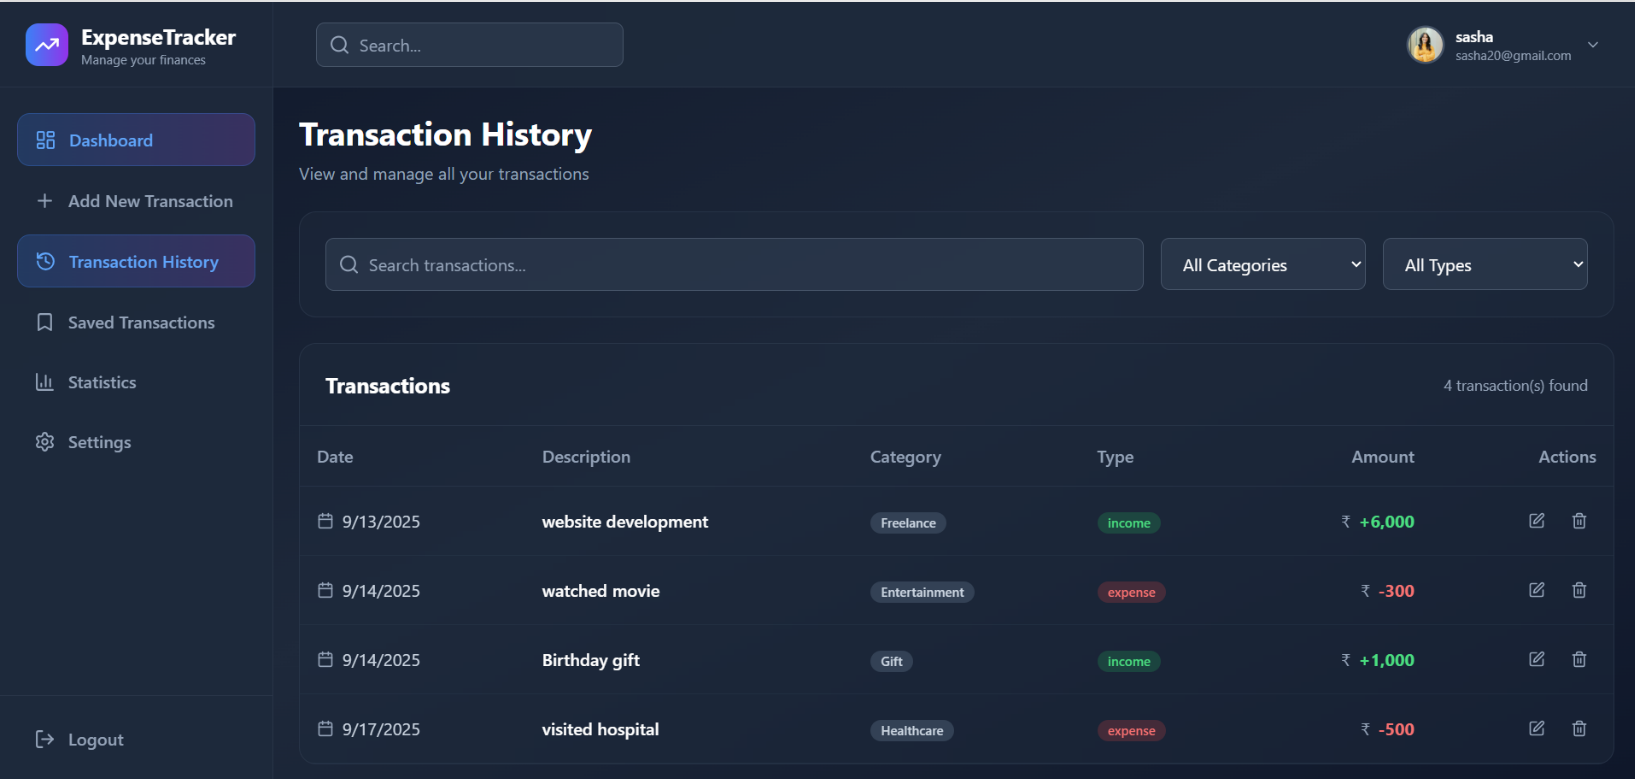 ExpenseTracker
Manage your finances
Search...
sasha
sasha20@gmail.com
Dashboard
Add New Transaction
Transaction History
Saved Transactions
Statistics
Settings
Logout
Transaction History
View and manage all your transactions
Search transactions...
All Categories
All Types
Transactions
4 transaction(s) found
Date Description Category Type Amount Actions
9/13/2025 website development Freelance income ₹ +6,000
9/14/2025 watched movie Entertainment expense ₹ -300
9/14/2025 Birthday gift Gift income ₹ +1,000
9/17/2025 visited hospital Healthcare expense ₹ -500